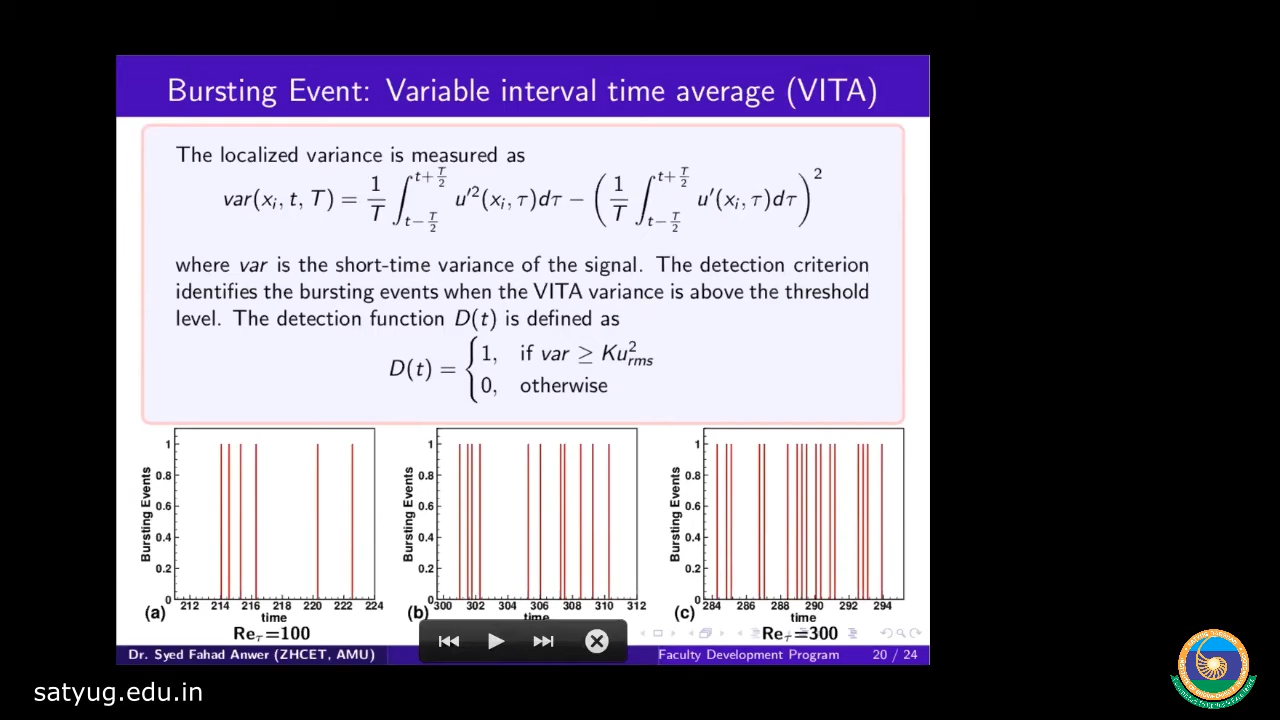 Bursting Event: Variable interval time average (VITA)
The localized variance is measured as
var(x_i, t, T) = 1/T ∫_{t−T/2}^{t+T/2} u′²(x_i, τ)dτ − (1/T ∫_{t−T/2}^{t+T/2} u′(x_i, τ)dτ)²
where var is the short-time variance of the signal. The detection criterion
identifies the bursting events when the VITA variance is above the threshold
level. The detection function D(t) is defined as
D(t) = { 1, if var ≥ Ku²_rms
0, otherwise
Bursting Events
1
0.8
0.6
0.4
0.2
0
212 214 216 218 220 222 224
time
(a)
Re_τ=100
Bursting Events
1
0.8
0.6
0.4
0.2
0
300 302 304 306 308 310 312
time
(b)
Bursting Events
1
0.8
0.6
0.4
0.2
0
284 286 288 290 292 294
time
(c)
Re_τ=300
Dr. Syed Fahad Anwer (ZHCET, AMU)
Faculty Development Program
20 / 24
satyug.edu.in